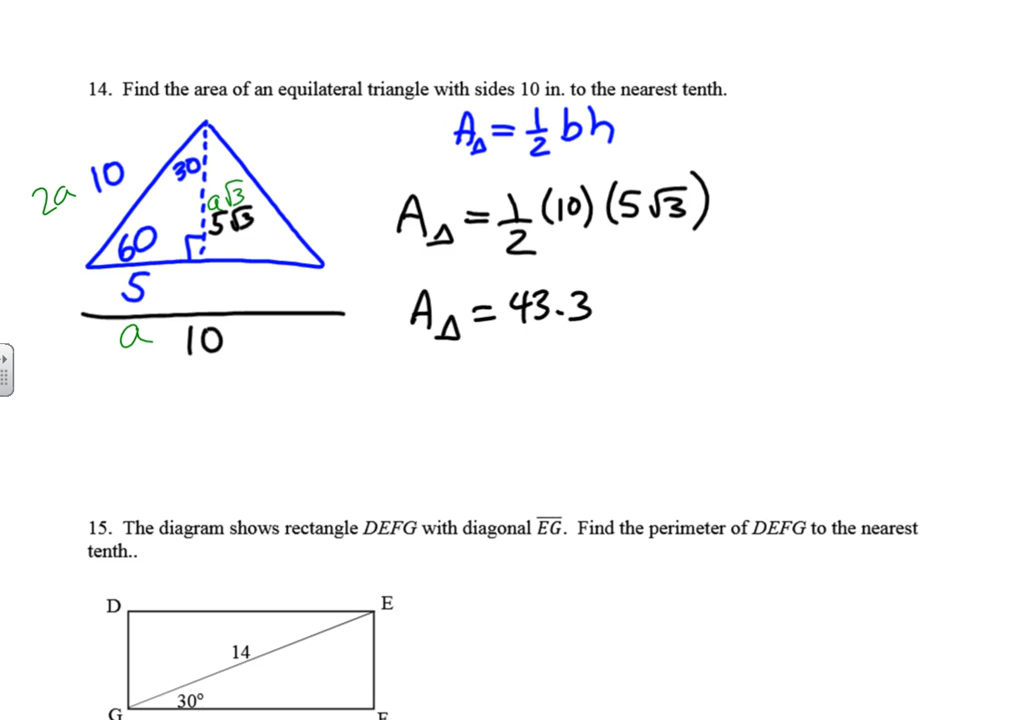 14. Find the area of an equilateral triangle with sides 10 in. to the nearest tenth.
A△ = 1/2 bh
2a 10 30
a√3
5√3
A△ = 1/2 (10) (5√3)
60
5
A△ = 43.3
a 10
15. The diagram shows rectangle DEFG with diagonal E̅G̅. Find the perimeter of DEFG to the nearest
tenth..
D E
14
30°
G F